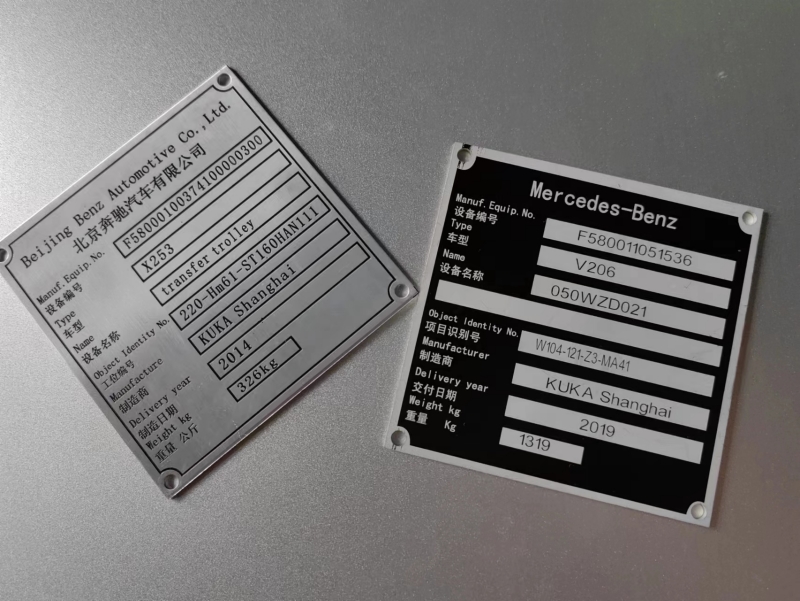 Beijing Benz Automotive Co.,Ltd.
北京奔驰汽车有限公司
Manuf.Equip.No. F58000100374100000300
设备编号
Type X253
车型
Name transfer trolley
设备名称
Object Identity No. 220-Hm61-ST160HAN111
工位编号
Manufacture KUKA Shanghai
制造商
Delivery year 2014
制造日期
Weight kg 326kg
重量 公斤
Mercedes-Benz
Manuf.Equip.No. F580011051536
设备编号
Type V206
车型
Name 050WZD021
设备名称
Object Identity No. W104-121-Z3-MA41
项目识别号
Manufacturer KUKA Shanghai
制造商
Delivery year 2019
交付日期
Weight kg 1319
重量 Kg